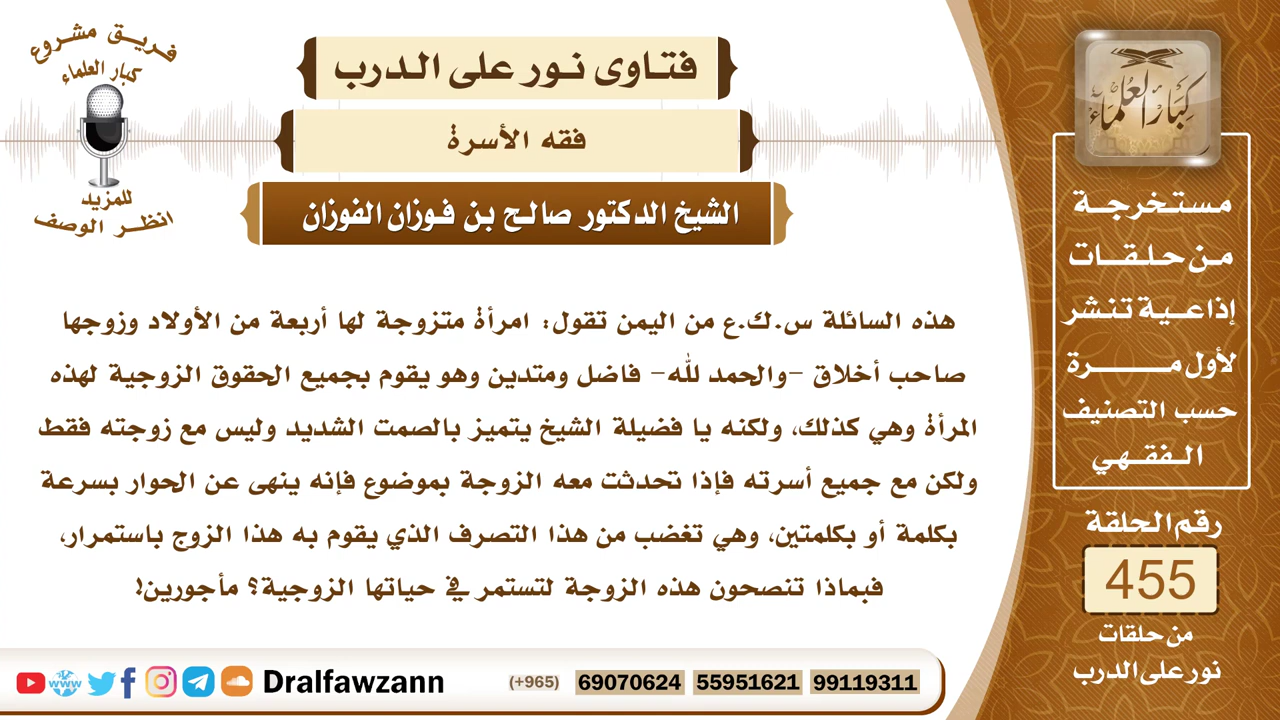 فريق مشروع
كبار العلماء
للمزيد
انظر الوصف
فتاوى نور على الدرب
فقه الأسرة
الشيخ الدكتور صالح بن فوزان الفوزان
كبار العلماء
مستخرجة
من حلقات
إذاعية تنشر
لأول مرة
حسب التصنيف
الفقهي
رقم الحلقة
455
من حلقات
نور على الدرب
هذه السائلة س.ك.ع من اليمن تقول: امرأة متزوجة لها أربعة من الأولاد وزوجها
صاحب أخلاق -والحمد لله- فاضل ومتدين وهو يقوم بجميع الحقوق الزوجية لهذه
المرأة وهي كذلك، ولكنه يا فضيلة الشيخ يتميز بالصمت الشديد وليس مع زوجته فقط
ولكن مع جميع أسرته فإذا تحدثت معه الزوجة بموضوع فإنه ينهى عن الحوار بسرعة
بكلمة أو بكلمتين، وهي تغضب من هذا التصرف الذي يقوم به هذا الزوج باستمرار،
فبماذا تنصحون هذه الزوجة لتستمر في حياتها الزوجية؟ مأجورين!
www Dralfawzann (+965) 69070624 55951621 99119311